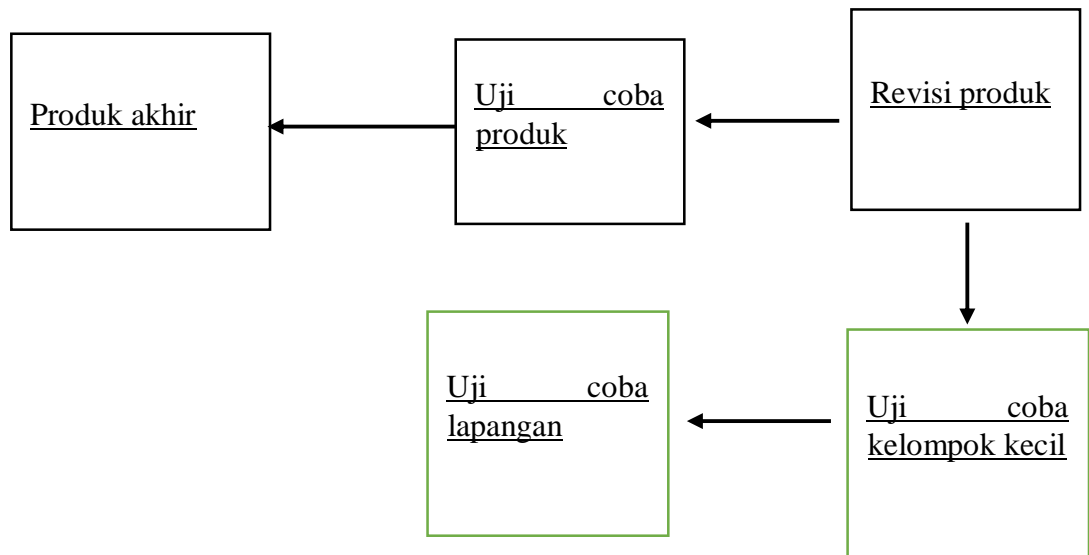 Produk akhir
Uji coba
produk
Revisi produk
Uji coba
lapangan
Uji coba
kelompok kecil